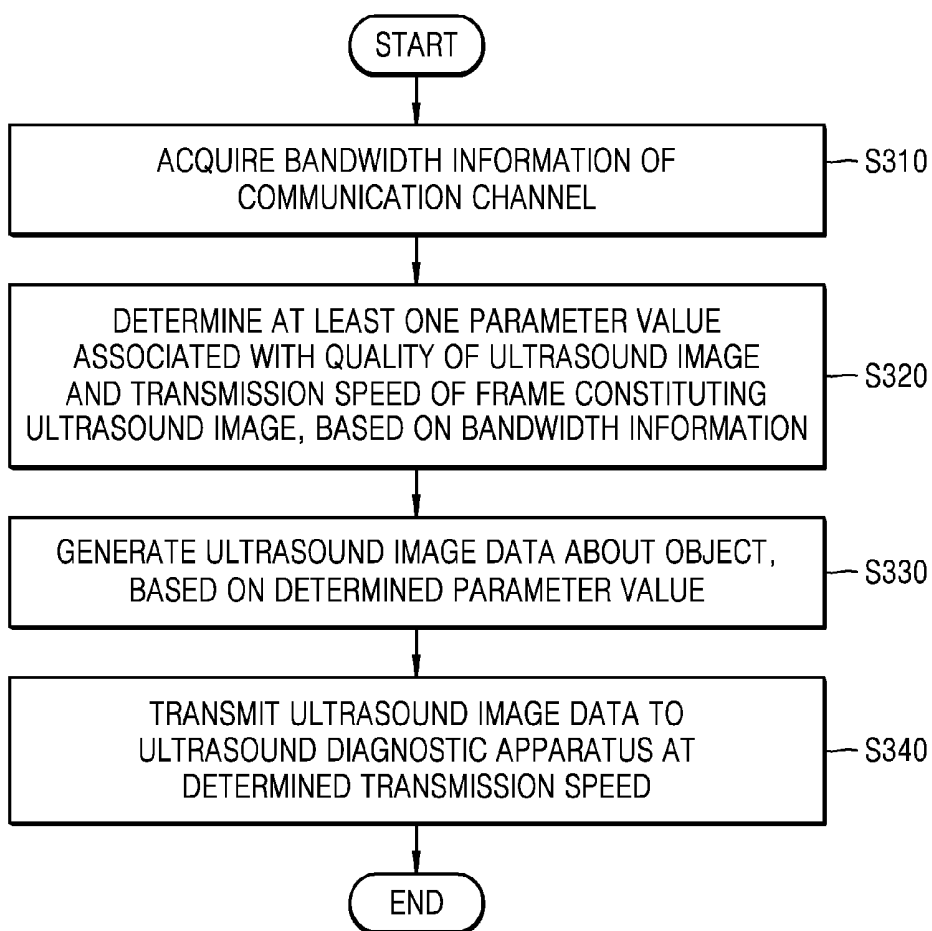 START
ACQUIRE BANDWIDTH INFORMATION OF
COMMUNICATION CHANNEL
S310
DETERMINE AT LEAST ONE PARAMETER VALUE
ASSOCIATED WITH QUALITY OF ULTRASOUND IMAGE
AND TRANSMISSION SPEED OF FRAME CONSTITUTING
ULTRASOUND IMAGE, BASED ON BANDWIDTH INFORMATION
S320
GENERATE ULTRASOUND IMAGE DATA ABOUT OBJECT,
BASED ON DETERMINED PARAMETER VALUE
S330
TRANSMIT ULTRASOUND IMAGE DATA TO
ULTRASOUND DIAGNOSTIC APPARATUS AT
DETERMINED TRANSMISSION SPEED
S340
END